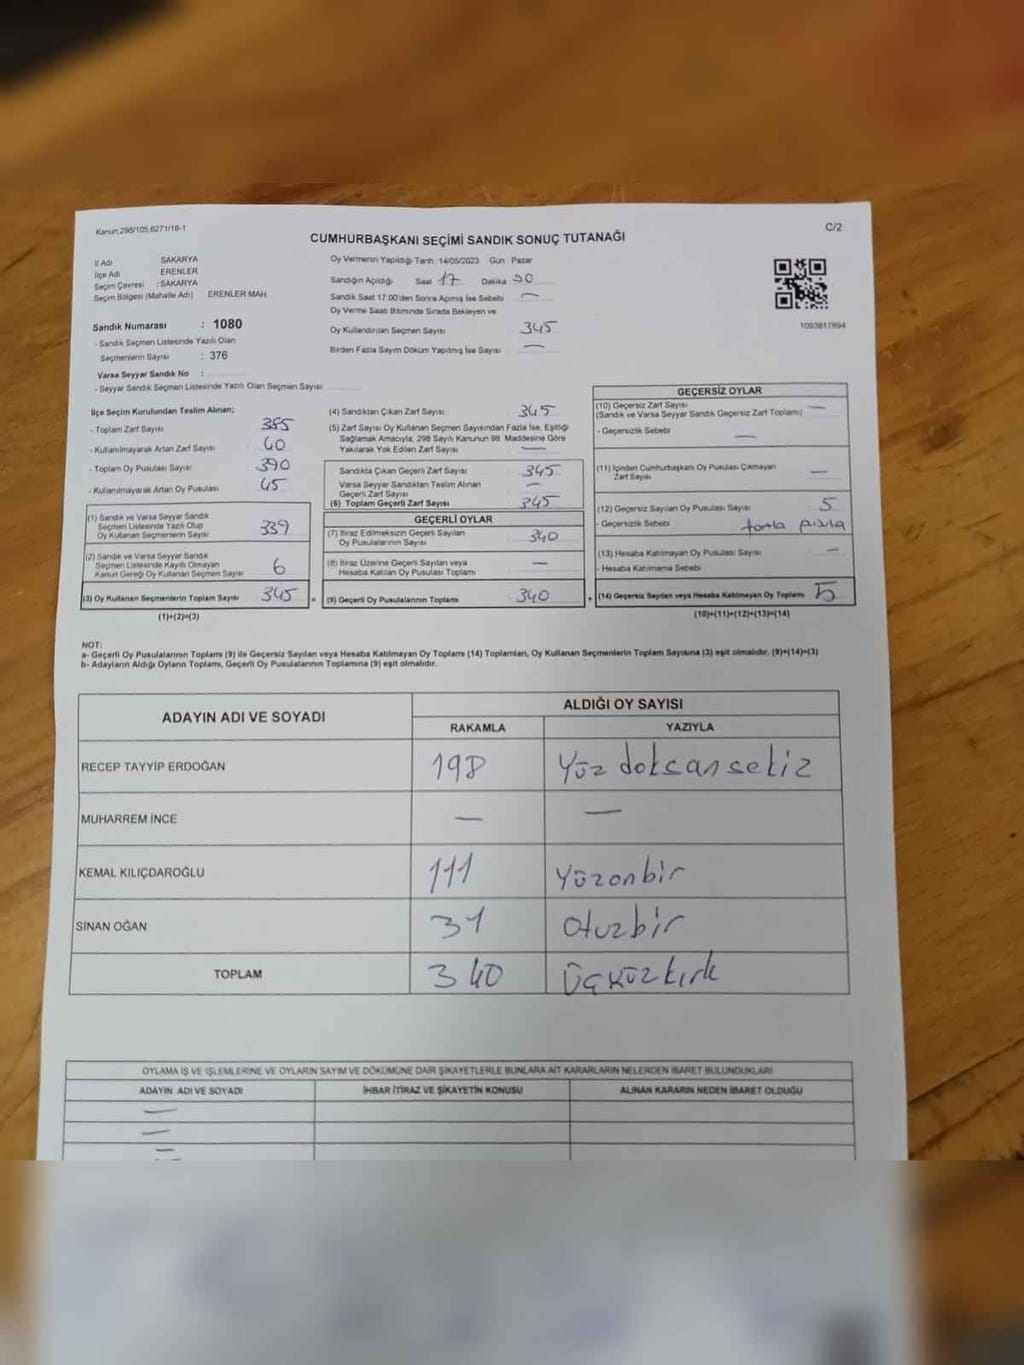 Kanun.298/105,6271/18-1
C/2
CUMHURBAŞKANI SEÇİMİ SANDIK SONUÇ TUTANAĞI
İl Adı SAKARYA
İlçe Adı ERENLER
Seçim Çevresi : SAKARYA
Seçim Bölgesi (Mahalle Adı) ERENLER MAH.
Sandık Numarası : 1080
- Sandık Seçmen Listesinde Yazılı Olan
Seçmenlerin Sayısı : 376
Varsa Seyyar Sandık No :
- Seyyar Sandık Seçmen Listesinde Yazılı Olan Seçmen Sayısı
Oy Vermenin Yapıldığı Tarih :14/05/2023 Gün Pazar
Sandığın Açıldığı Saat 17 Dakika
Sandık Saat 17.00'den Sonra Açımış İse Sebebi —
Oy Verme Saati Bitiminde Sırada Bekleyen ve
Oy Kullandırılan Seçmen Sayısı 345
Birden Fazla Sayım Döküm Yapılmış İse Sayısı —
1093817894
İlçe Seçim Kurulundan Teslim Alınan;
- Toplam Zarf Sayısı 385
- Kullanılmayarak Artan Zarf Sayısı 40
- Toplam Oy Pusulası Sayısı 390
- Kullanılmayarak Artan Oy Pusulası 45
(1) Sandık ve Varsa Seyyar Sandık
Seçmen Listesinde Yazılı Olup
Oy Kullanan Seçmenlerin Sayısı 339
(2) Sandık ve Varsa Seyyar Sandık
Seçmen Listesinde Kayıtlı Olmayan
Kanun Gereği Oy Kullanan Seçmen Sayısı 6
(3) Oy Kullanan Seçmenlerin Toplam Sayısı 345 =
(1)+(2)=(3)
(4) Sandıktan Çıkan Zarf Sayısı 345
(5) Zarf Sayısı Oy Kullanan Seçmen Sayısından Fazla İse, Eşitliği
Sağlamak Amacıyla; 298 Sayılı Kanunun 98. Maddesine Göre
Yakılarak Yok Edilen Zarf Sayısı —
Sandıkta Çıkan Geçerli Zarf Sayısı 345
Varsa Seyyar Sandıktan Teslim Alınan
Geçerli Zarf Sayısı —
(6) Toplam Geçerli Zarf Sayısı 345
GEÇERLİ OYLAR
(7) İtiraz Edilmeksizin Geçerli Sayılan
Oy Pusulalarının Sayısı 340
(8) İtiraz Üzerine Geçerli Sayılan veya
Hesaba Katılan Oy Pusulası Toplamı —
(9) Geçerli Oy Pusulalarının Toplamı 340 +
GEÇERSİZ OYLAR
(10) Geçersiz Zarf Sayısı —
(Sandık ve Varsa Seyyar Sandık Geçersiz Zarf Toplamı)
- Geçersizlik Sebebi —
(11) İçinden Cumhurbaşkanı Oy Pusulası Çıkmayan
Zarf Sayısı —
(12) Geçersiz Sayılan Oy Pusulası Sayısı 5
- Geçersizlik Sebebi
(13) Hesaba Katılmayan Oy Pusulası Sayısı —
- Hesaba Katılmama Sebebi
(14) Geçersiz Sayılan veya Hesaba Katılmayan Oy Toplamı 5
(10)+(11)+(12)+(13)=(14)
NOT:
a- Geçerli Oy Pusulalarının Toplamı (9) ile Geçersiz Sayılan veya Hesaba Katılmayan Oy Toplamı (14) Toplamları, Oy Kullanan Seçmenlerin Toplam Sayısına (3) eşit olmalıdır. (9)+(14)=(3)
b- Adayların Aldığı Oyların Toplamı, Geçerli Oy Pusulalarının Toplamına (9) eşit olmalıdır.
ADAYIN ADI VE SOYADI
ALDIĞI OY SAYISI
RAKAMLA YAZIYLA
RECEP TAYYİP ERDOĞAN 198 Yüz doksan sekiz
MUHARREM İNCE — —
KEMAL KILIÇDAROĞLU 111 Yüzonbir
SİNAN OĞAN 31 Otuzbir
TOPLAM 340 Üçyüzkırk
OYLAMA İŞ VE İŞLEMLERİNE VE OYLARIN SAYIM VE DÖKÜMÜNE DAİR ŞİKAYETLERLE BUNLARA AİT KARARLARIN NELERDEN İBARET BULUNDUKLARI
ADAYIN ADI VE SOYADI İHBAR İTİRAZ VE ŞİKAYETİN KONUSU ALINAN KARARIN NEDEN İBARET OLDUĞU
—
—
—